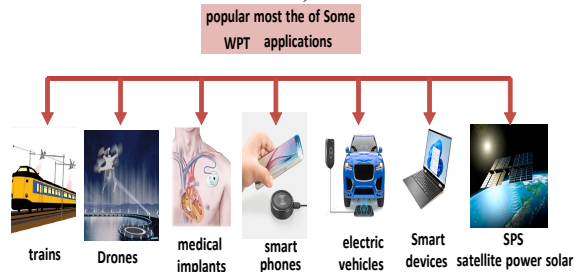 popular most the of Some
WPT applications
trains
Drones
medical
implants
smart
phones
electric
vehicles
Smart
devices
SPS
satellite power solar